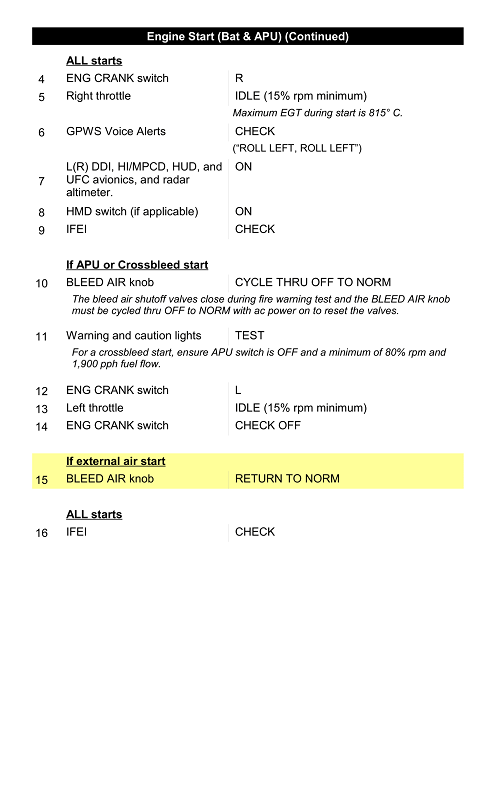 Engine Start (Bat & APU) (Continued)
ALL starts
4 ENG CRANK switch R
5 Right throttle IDLE (15% rpm minimum)
Maximum EGT during start is 815° C.
6 GPWS Voice Alerts CHECK
(“ROLL LEFT, ROLL LEFT”)
7 L(R) DDI, HI/MPCD, HUD, and ON
UFC avionics, and radar
altimeter.
8 HMD switch (if applicable) ON
9 IFEI CHECK
If APU or Crossbleed start
10 BLEED AIR knob CYCLE THRU OFF TO NORM
The bleed air shutoff valves close during fire warning test and the BLEED AIR knob
must be cycled thru OFF to NORM with ac power on to reset the valves.
11 Warning and caution lights TEST
For a crossbleed start, ensure APU switch is OFF and a minimum of 80% rpm and
1,900 pph fuel flow.
12 ENG CRANK switch L
13 Left throttle IDLE (15% rpm minimum)
14 ENG CRANK switch CHECK OFF
If external air start
15 BLEED AIR knob RETURN TO NORM
ALL starts
16 IFEI CHECK